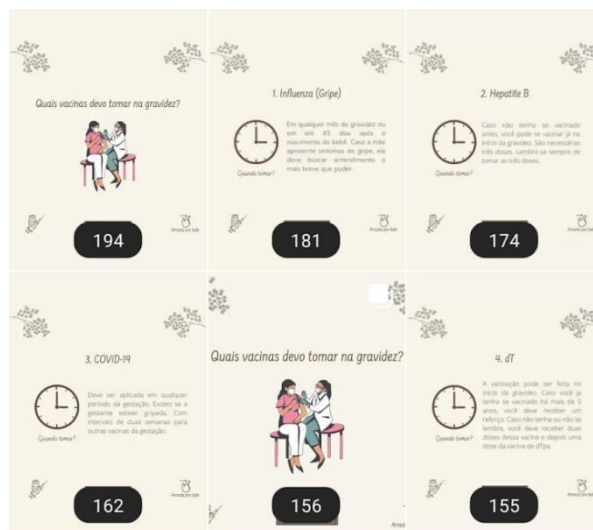 Quais vacinas devo tomar na gravidez?
194
1. Influenza (Gripe)
Em qualquer mês da gravidez ou
em até 45 dias após o
nascimento do bebê. Caso a mãe
apresente sintomas de gripe, ela
deve buscar antendimento o
mais breve que puder.
Quando tomar?
181
2. Hepatite B
Caso não tenha se vacinado
antes, você pode se vacinar já no
início da gravidez. São necessárias
três doses. Lembre-se sempre de
tomar as três doses.
Quando tomar?
174
3. COVID-19
Deve ser aplicada em qualquer
período da gestação. Exceto se a
gestante estiver gripada. Com
intervalo de duas semanas para
outras vacinas da gestação.
Quando tomar?
162
Quais vacinas devo tomar na gravidez?
156
4. dT
A vacinação pode ser feita no
início da gravidez. Caso você já
tenha se vacinado há mais de 5
anos, você deve receber um
reforço. Caso não tenha ou não se
lembre, você deve receber duas
doses dessa vacina e depois uma
dose da vacina de dTpa.
Quando tomar?
155